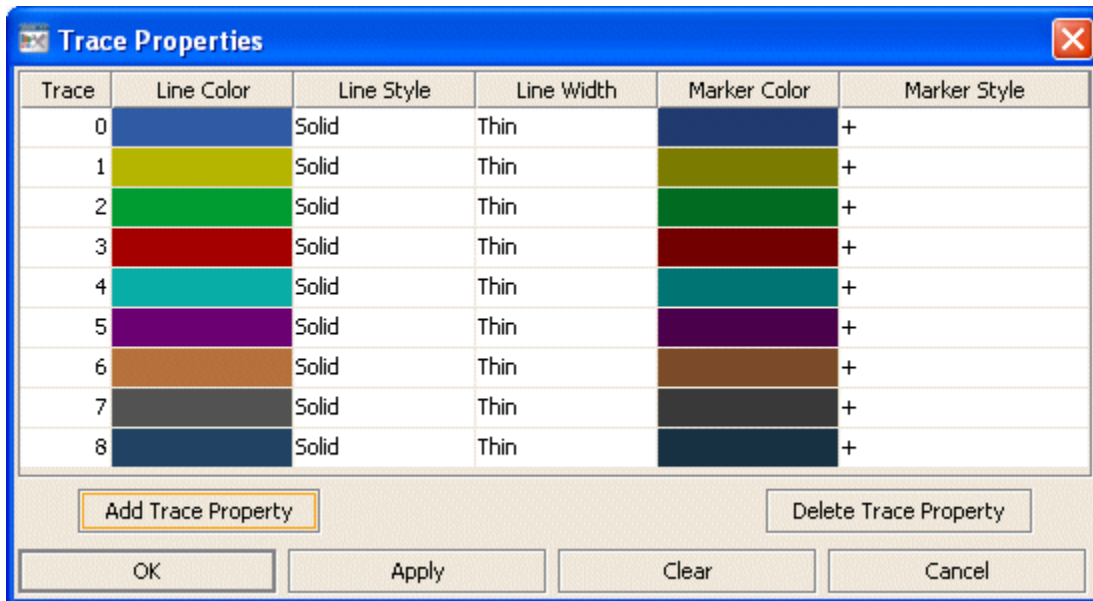 Trace Properties
Trace Line Color Line Style Line Width Marker Color Marker Style
0 Solid Thin +
1 Solid Thin +
2 Solid Thin +
3 Solid Thin +
4 Solid Thin +
5 Solid Thin +
6 Solid Thin +
7 Solid Thin +
8 Solid Thin +
Add Trace Property Delete Trace Property
OK Apply Clear Cancel